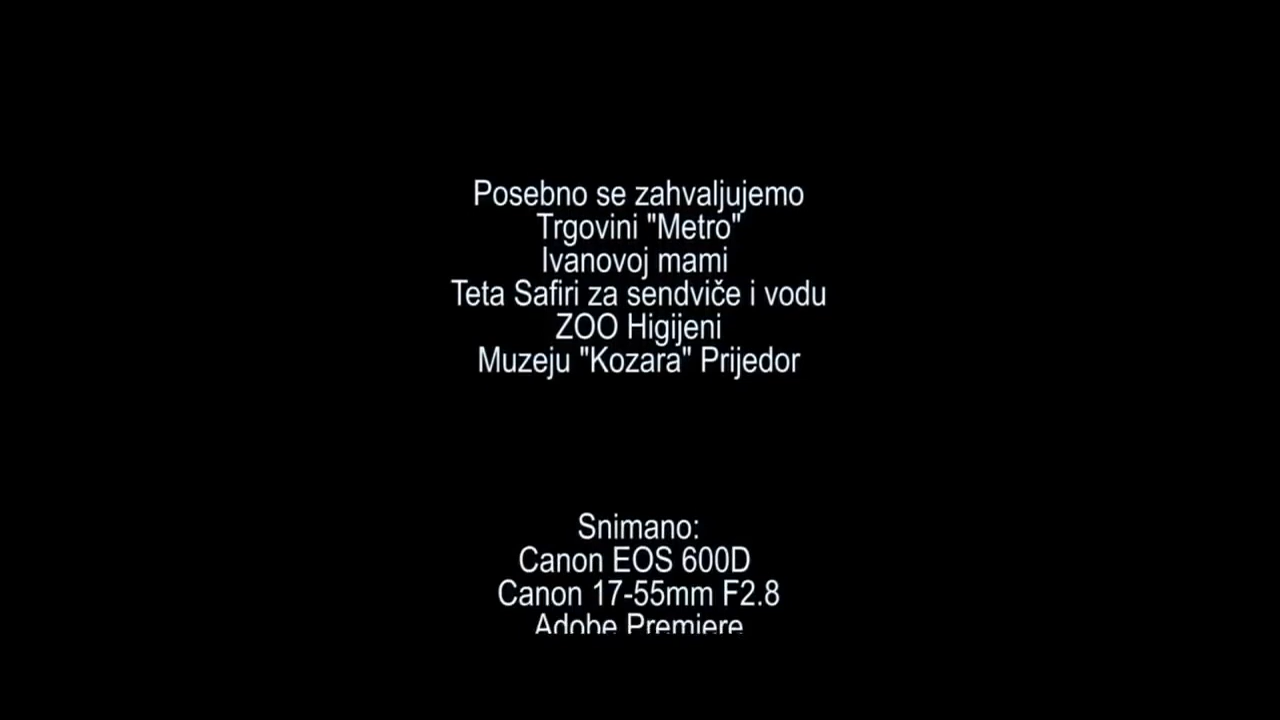 Posebno se zahvaljujemo
Trgovini "Metro"
Ivanovoj mami
Teta Safiri za sendviče i vodu
ZOO Higijeni
Muzeju "Kozara" Prijedor
Snimano:
Canon EOS 600D
Canon 17-55mm F2.8
Adobe Premiere